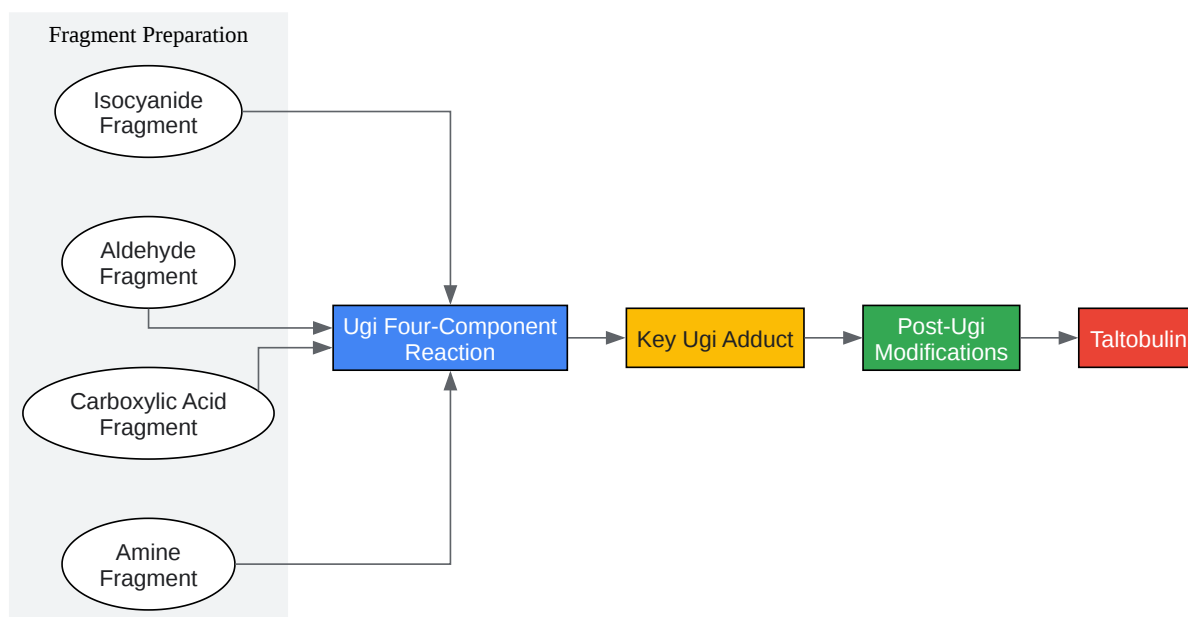 Fragment Preparation
Isocyanide
Fragment
Aldehyde
Fragment
Carboxylic Acid
Fragment
Amine
Fragment
Ugi Four-Component
Reaction
Key Ugi Adduct
Post-Ugi
Modifications
Taltobulin